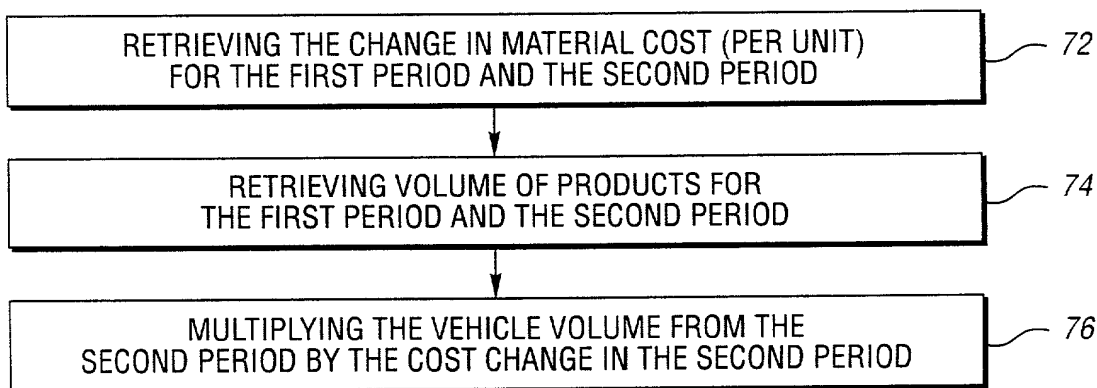 RETRIEVING THE CHANGE IN MATERIAL COST (PER UNIT)
FOR THE FIRST PERIOD AND THE SECOND PERIOD
72
RETRIEVING VOLUME OF PRODUCTS FOR
THE FIRST PERIOD AND THE SECOND PERIOD
74
MULTIPLYING THE VEHICLE VOLUME FROM THE
SECOND PERIOD BY THE COST CHANGE IN THE SECOND PERIOD
76